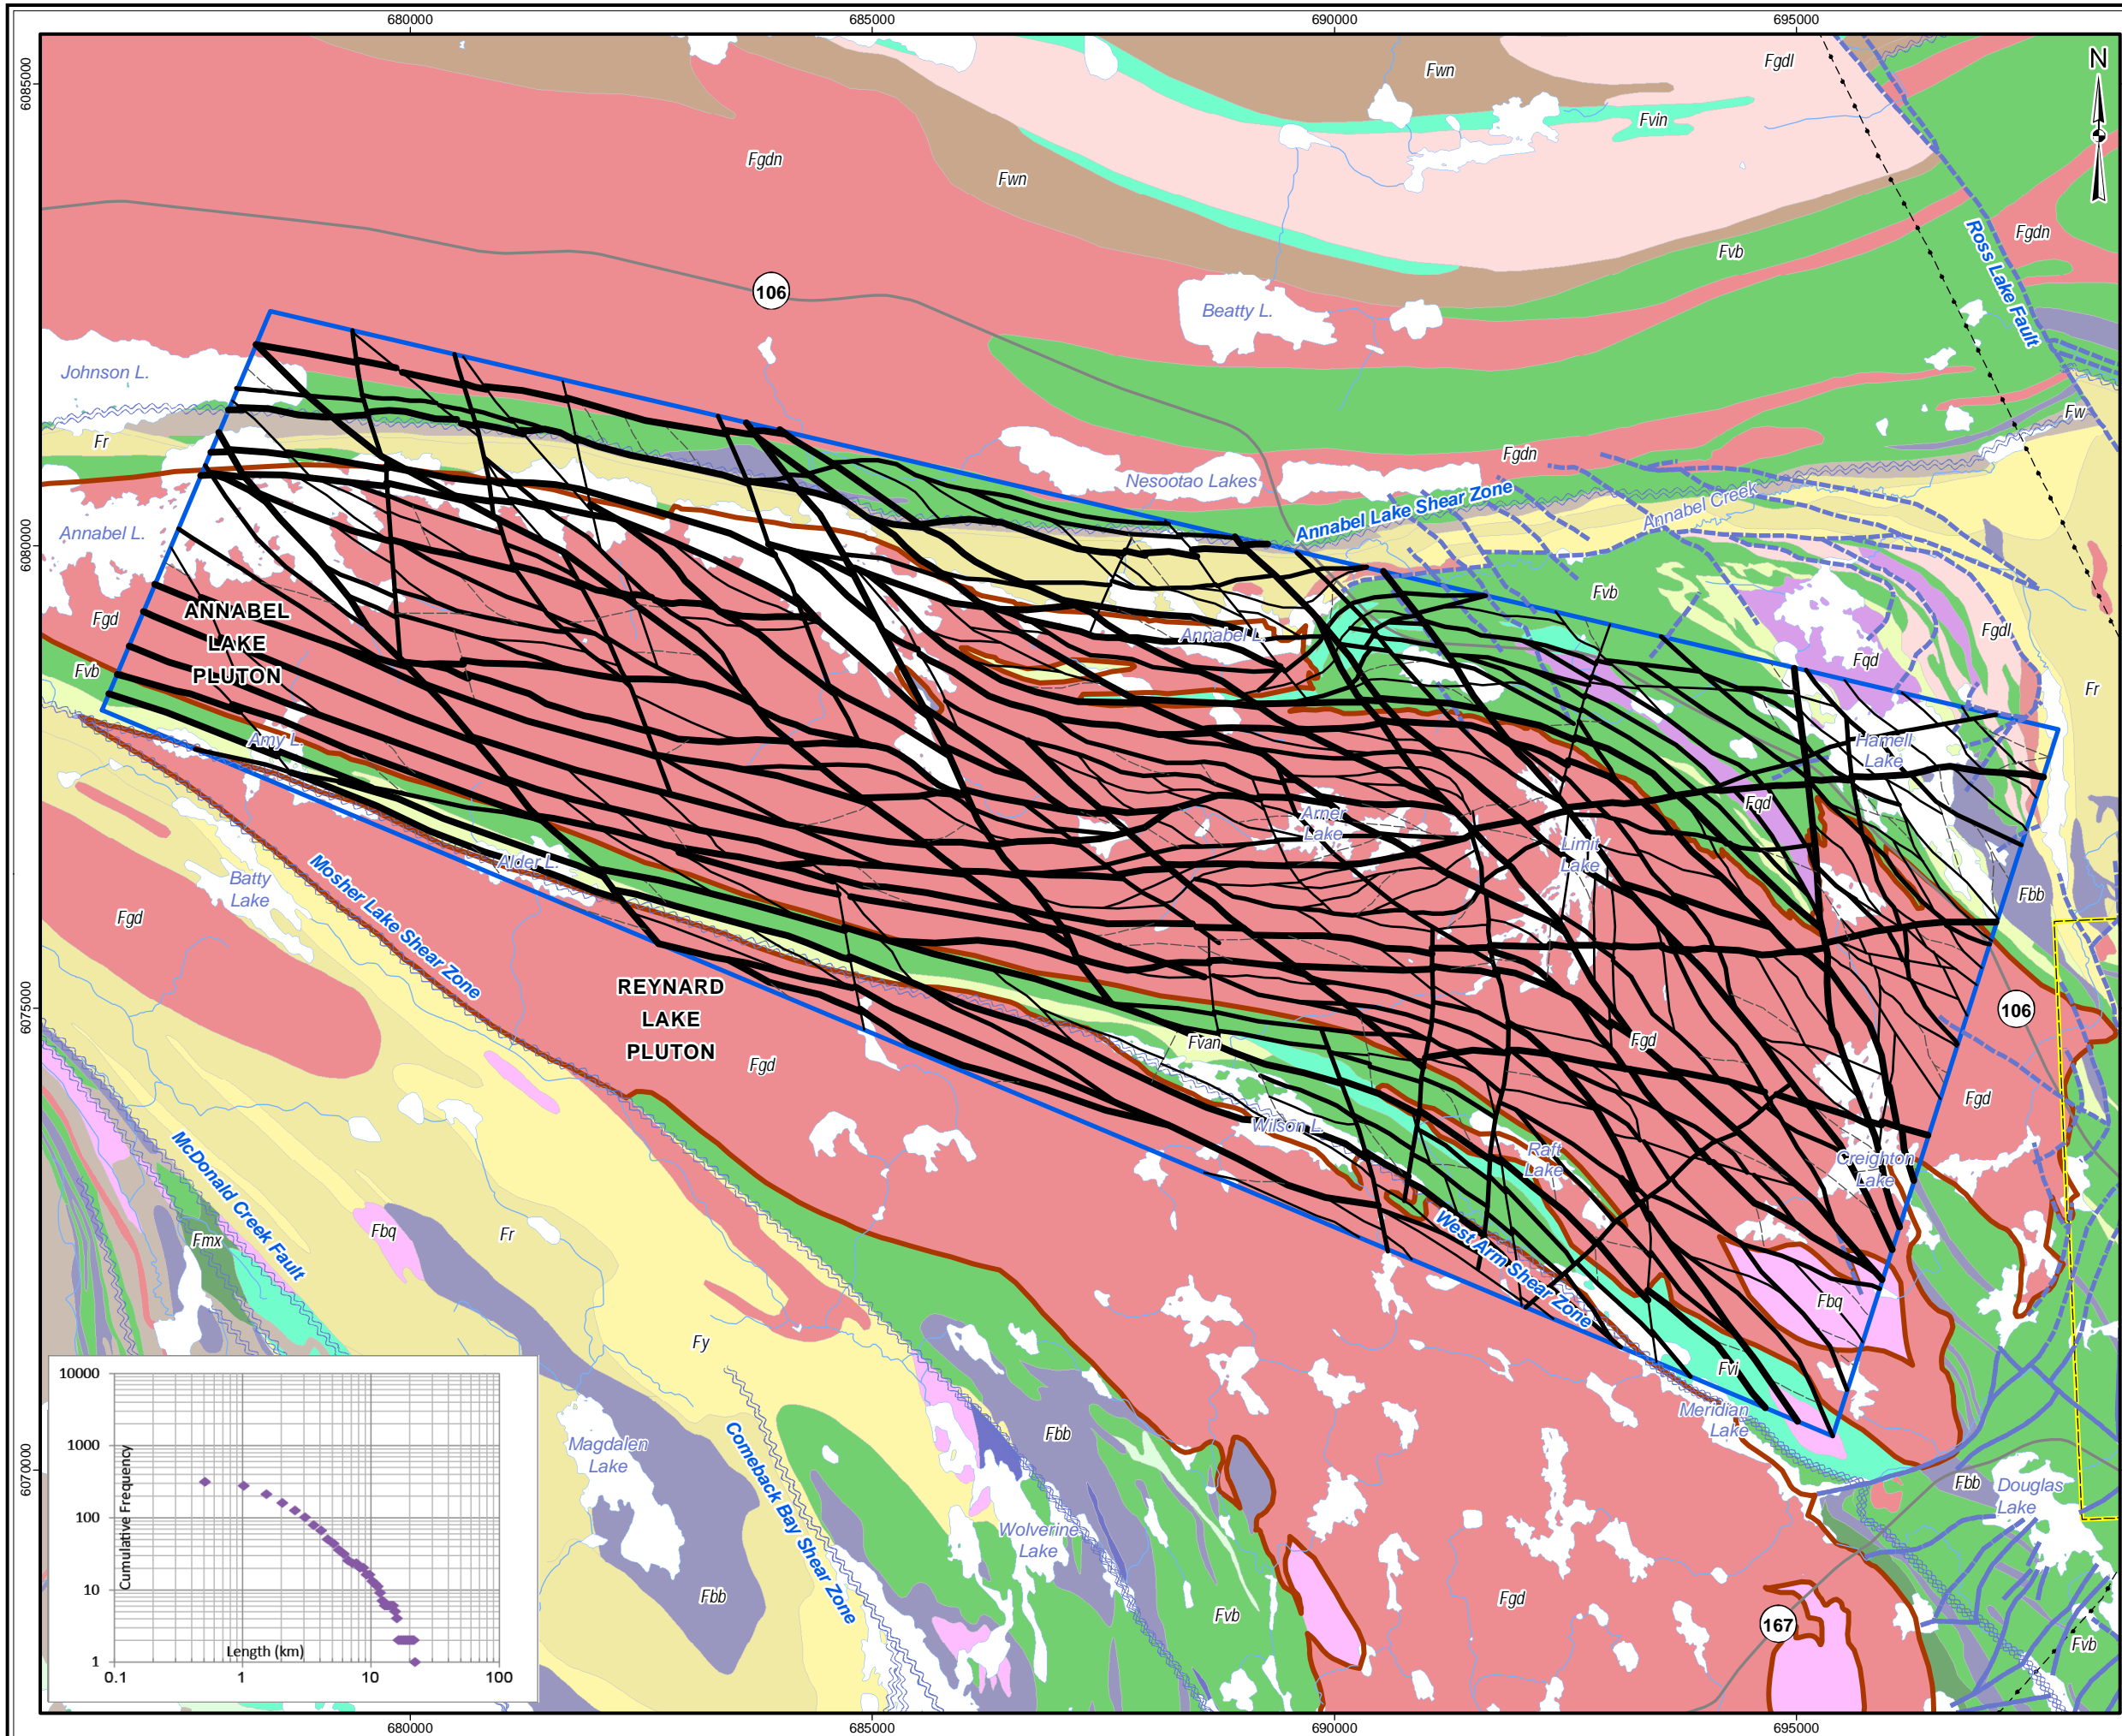 680000
685000
690000
695000
6085000
6080000
6075000
6070000
N
Fgdl
Fwn
Fvin
Fgdn
Fwn
Fgdn
Fvb
Ross Lake Fault
106
Beatty L.
Johnson L.
Fr
Fw
Fgdn
Nesootao Lakes
Annabel Lake Shear Zone
Annabel Creek
Annabel L.
Fvb
ANNABEL
LAKE
PLUTON
Fgd
Fgdl
Annabel L.
Fvb
Fqd
Fr
Amy L.
Hamell
Lake
Fqd
Arner
Lake
Limit
Lake
Alder L.
Mosher Lake Shear Zone
Batty
Lake
Fbb
Fgd
REYNARD
LAKE
PLUTON
106
Fvan
Fgd
Fgd
Fgd
Wilson L.
Raft
Lake
Creighton
Lake
McDonald Creek Fault
Fbq
Fr
Fmx
West Arm Shear Zone
Fbq
Fy
Fvi
Meridian
Lake
Comeback Bay Shear Zone
Magdalen
Lake
Fbb
Fbb
Douglas
Lake
Wolverine
Lake
Fbb
Fvb
Fgd
167
Fvb
10000
1000
100
10
1
Cumulative Frequency
Length (km)
0.1
1
10
100
680000
685000
690000
695000